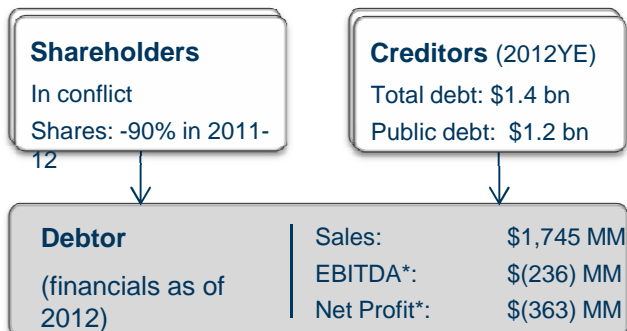 Shareholders
In conflict
Shares: -90% in 2011-
12
Creditors (2012YE)
Total debt: $1.4 bn
Public debt: $1.2 bn
Debtor
(financials as of
2012)
Sales: $1,745 MM
EBITDA*: $(236) MM
Net Profit*: $(363) MM